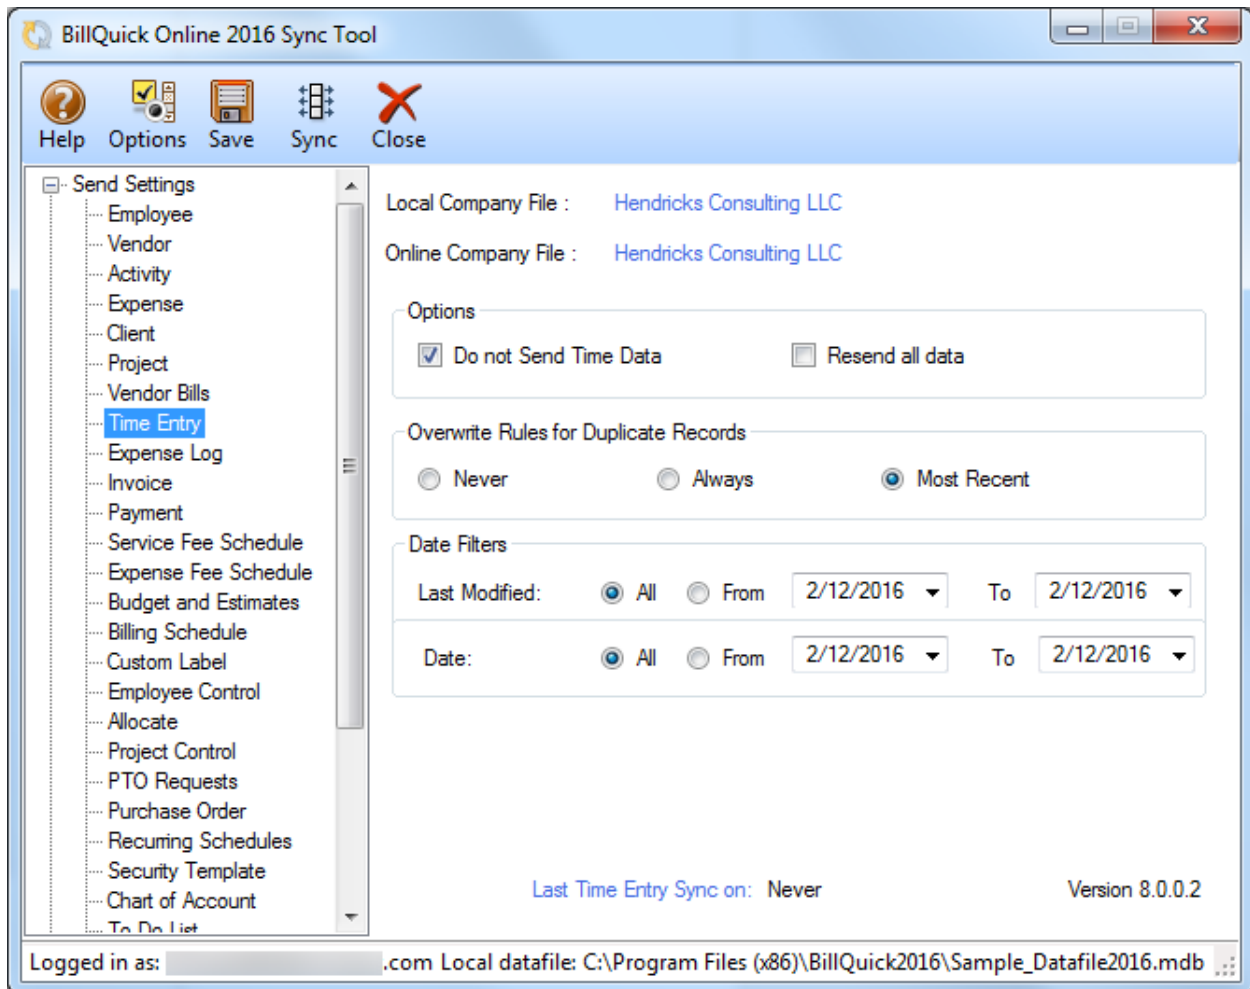 BillQuick Online 2016 Sync Tool
Help Options Save Sync Close
Send Settings
Employee
Vendor
Activity
Expense
Client
Project
Vendor Bills
Time Entry
Expense Log
Invoice
Payment
Service Fee Schedule
Expense Fee Schedule
Budget and Estimates
Billing Schedule
Custom Label
Employee Control
Allocate
Project Control
PTO Requests
Purchase Order
Recurring Schedules
Security Template
Chart of Account
To Do List
Local Company File : Hendricks Consulting LLC
Online Company File : Hendricks Consulting LLC
Options
Do not Send Time Data Resend all data
Overwrite Rules for Duplicate Records
Never Always Most Recent
Date Filters
Last Modified: All From 2/12/2016 To 2/12/2016
Date: All From 2/12/2016 To 2/12/2016
Last Time Entry Sync on: Never Version 8.0.0.2
Logged in as: .com Local datafile: C:\Program Files (x86)\BillQuick2016\Sample_Datafile2016.mdb